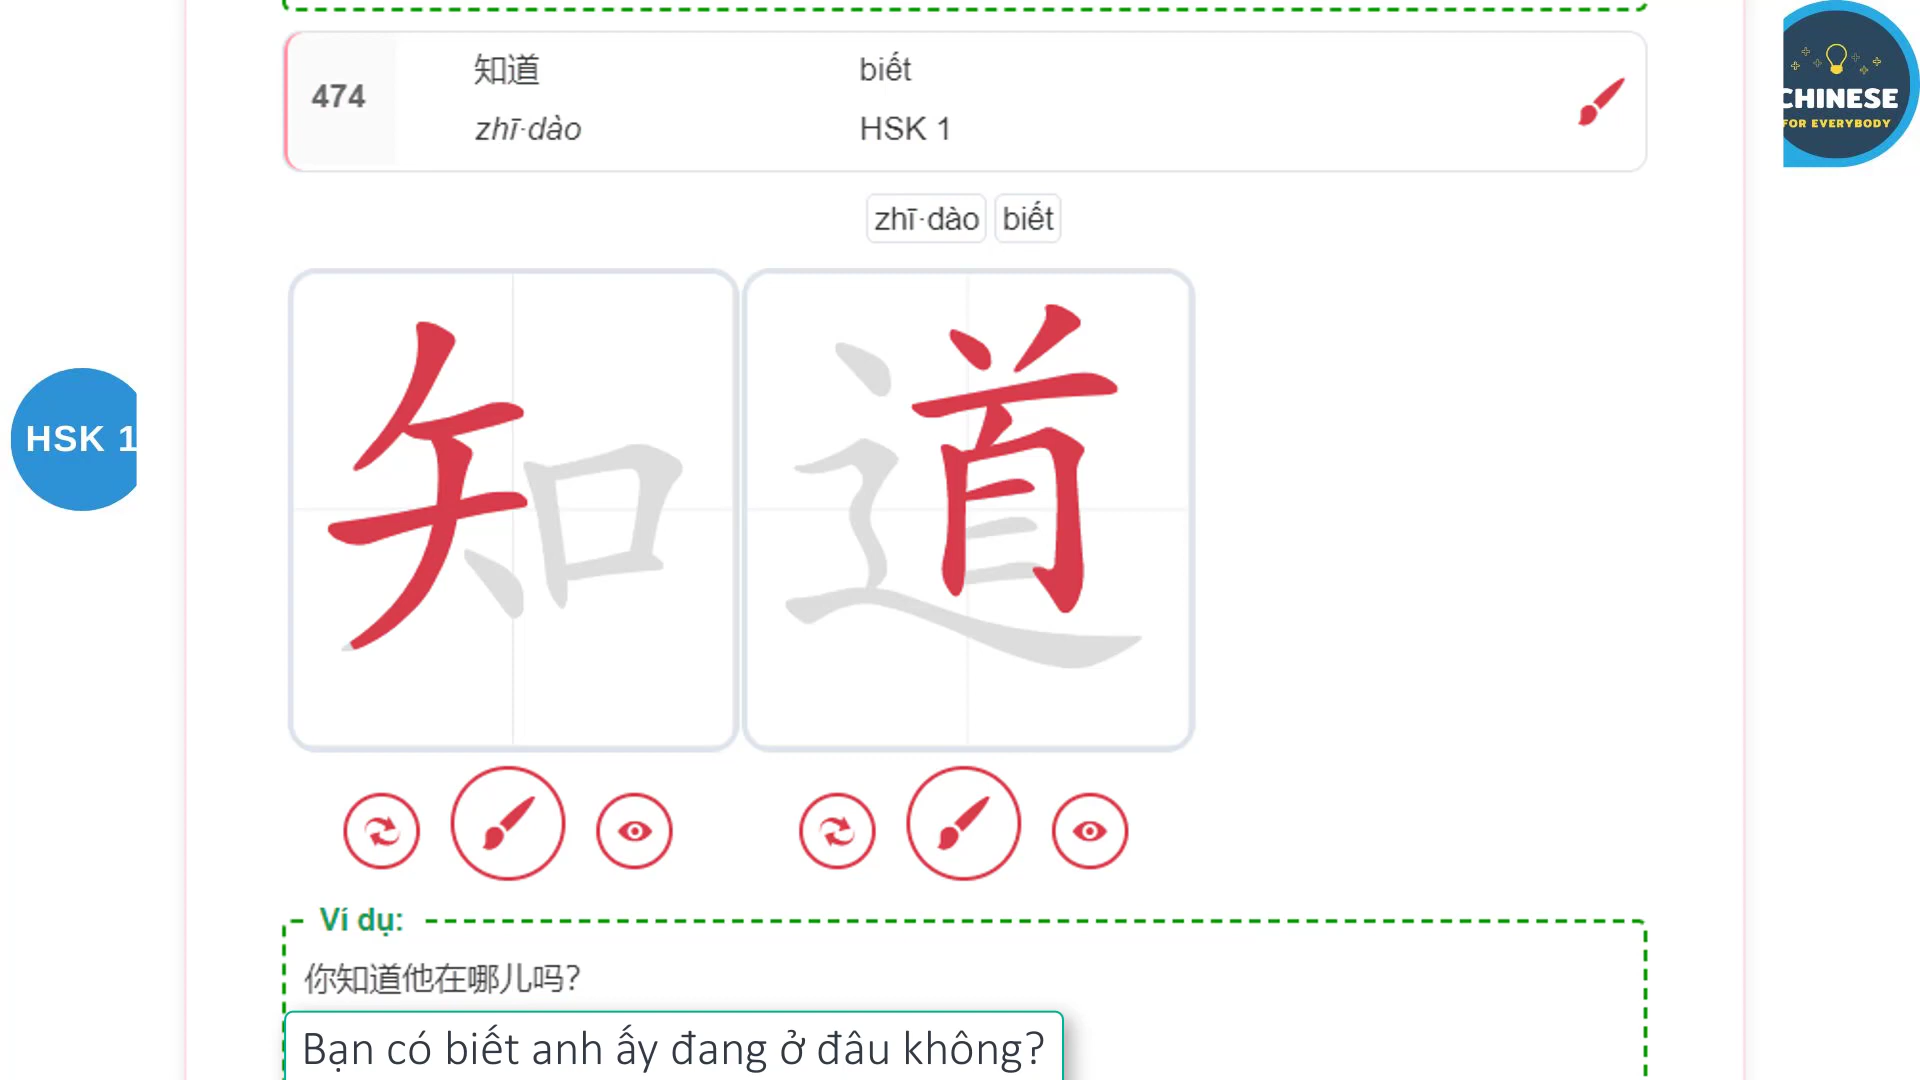 474
知道
biết
zhī·dào
HSK 1
CHINESE
FOR EVERYBODY
zhī·dào
biết
知道
HSK 1
Ví dụ:
你知道他在哪儿吗?
Bạn có biết anh ấy đang ở đâu không?